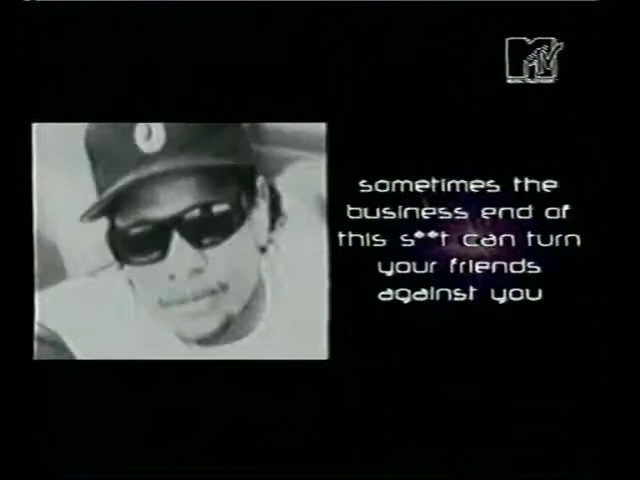 MTV
sometimes the
business end of
this s**t can turn
your friends
against you